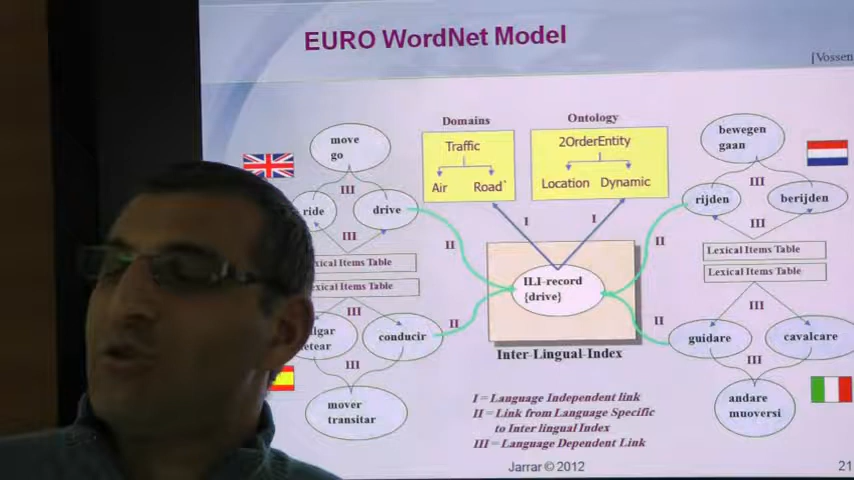 EURO WordNet Model
[Vossen
Domains
Ontology
move
go
Traffic
Air
Road
2OrderEntity
Location
Dynamic
bewegen
gaan
III
ride
drive
III
I
I
III
rijden
berijden
III
II
II
Lexical Items Table
Lexical Items Table
Lexical Items Table
ILI-record
{drive}
III
II
II
III
conducir
guidare
cavalcare
Inter-Lingual-Index
III
III
mover
transitar
andare
muoversi
I = Language Independent link
II = Link from Language Specific
to Inter lingual Index
III = Language Dependent Link
Jarrar © 2012
21